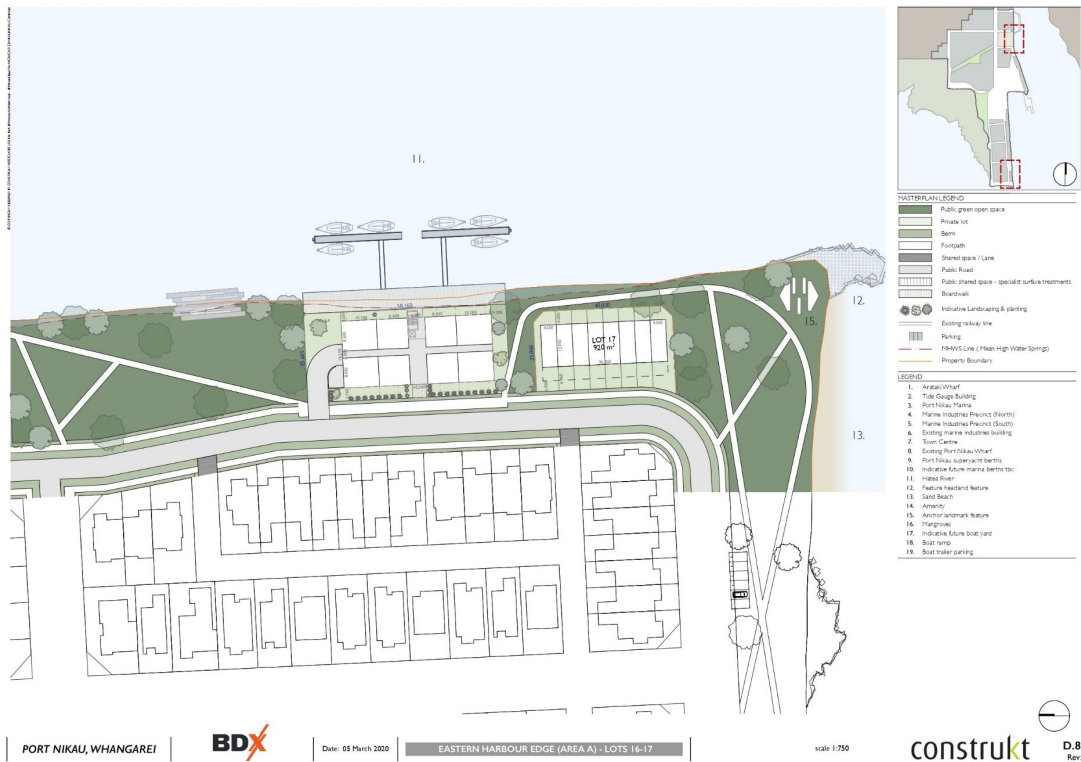 11.
12.
13.
15.
LOT 17
920 m²
18.160
40.000
MASTERPLAN LEGEND
Public green open space
Private lot
Berm
Footpath
Shared space / Lane
Public Road
Public shared space - specialist surface treatments
Boardwalk
Indicative Landscaping & planting
Existing railway line
Parking
MHWS Line ( Mean High Water Springs)
Property Boundary
LEGEND
1. Arataki Wharf
2. Tide Gauge Building
3. Port Nikau Marina
4. Marine Industries Precinct (North)
5. Marine Industries Precinct (South)
6. Existing marine industries building
7. Town Centre
8. Existing Port Nikau Wharf
9. Port Nikau superyacht berths
10. Indicative future marina berths tbc
11. Hatea River
12. Feature headland feature
13. Sand Beach
14. Amenity
15. Anchor landmark feature
16. Mangroves
17. Indicative future boat yard
18. Boat ramp
19. Boat trailer parking
PORT NIKAU, WHANGAREI
BDX
Date: 05 March 2020
EASTERN HARBOUR EDGE (AREA A) - LOTS 16-17
scale 1:750
construkt
D.8
Rev.